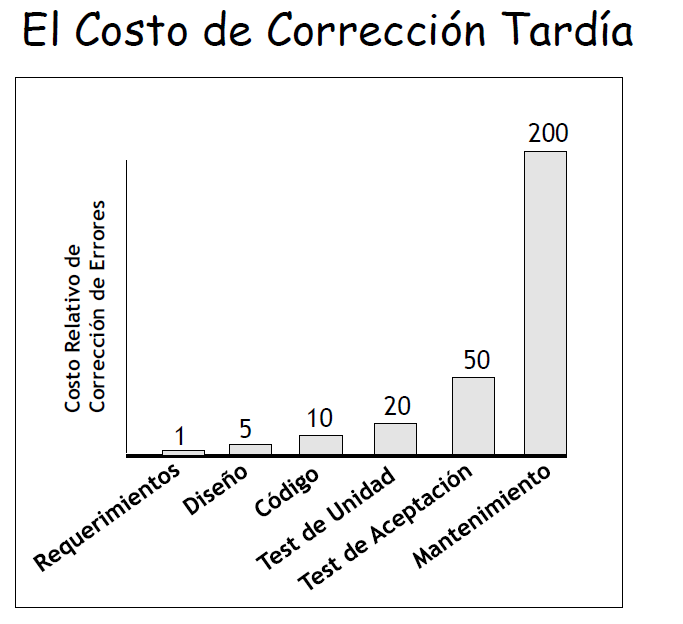 El Costo de Corrección Tardía
Costo Relativo de
Corrección de Errores
1
5
10
20
50
200
Requerimientos
Diseño
Código
Test de Unidad
Test de Aceptación
Mantenimiento